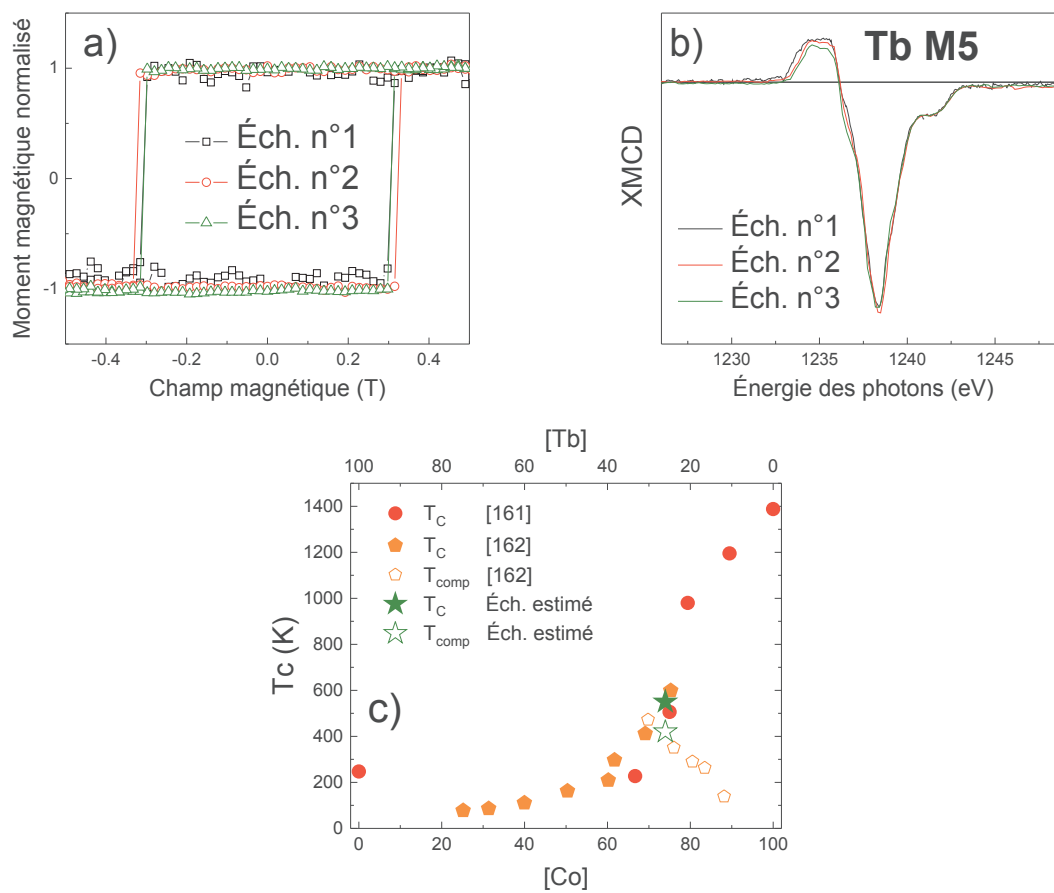 a)
Moment magnétique normalisé
1
0
-1
Éch. n°1
Éch. n°2
Éch. n°3
-0.4 -0.2 0.0 0.2 0.4
Champ magnétique (T)
b)
Tb M5
XMCD
Éch. n°1
Éch. n°2
Éch. n°3
1230 1235 1240 1245
Énergie des photons (eV)
[Tb]
100 80 60 40 20 0
Tc (K)
1400
1200
1000
800
600
400
200
0
T_C [161]
T_C [162]
T_comp [162]
T_C Éch. estimé
T_comp Éch. estimé
c)
0 20 40 60 80 100
[Co]